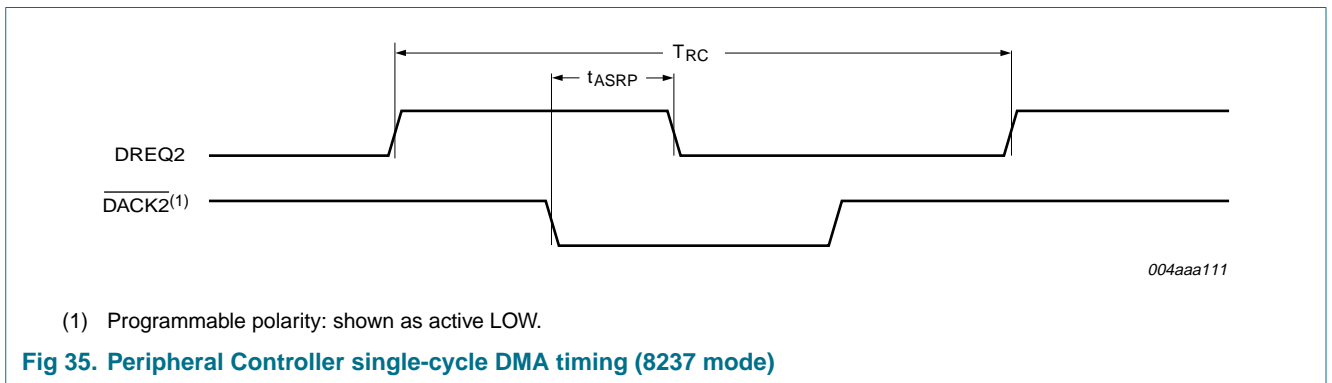 TRC
tASRP
DREQ2
DACK2(1)
004aaa111
(1) Programmable polarity: shown as active LOW.
Fig 35. Peripheral Controller single-cycle DMA timing (8237 mode)